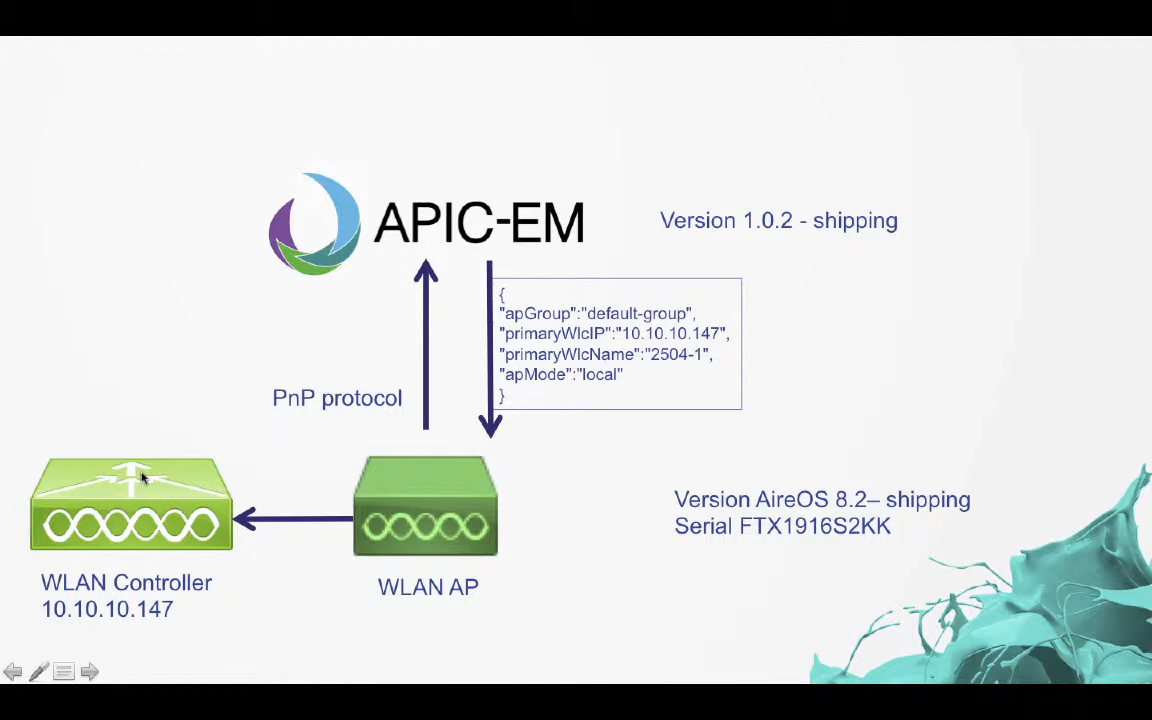 APIC-EM
Version 1.0.2 - shipping
{
"apGroup":"default-group",
"primaryWlcIP":"10.10.10.147",
"primaryWlcName":"2504-1",
"apMode":"local"
}
PnP protocol
Version AireOS 8.2– shipping
Serial FTX1916S2KK
WLAN Controller
10.10.10.147
WLAN AP